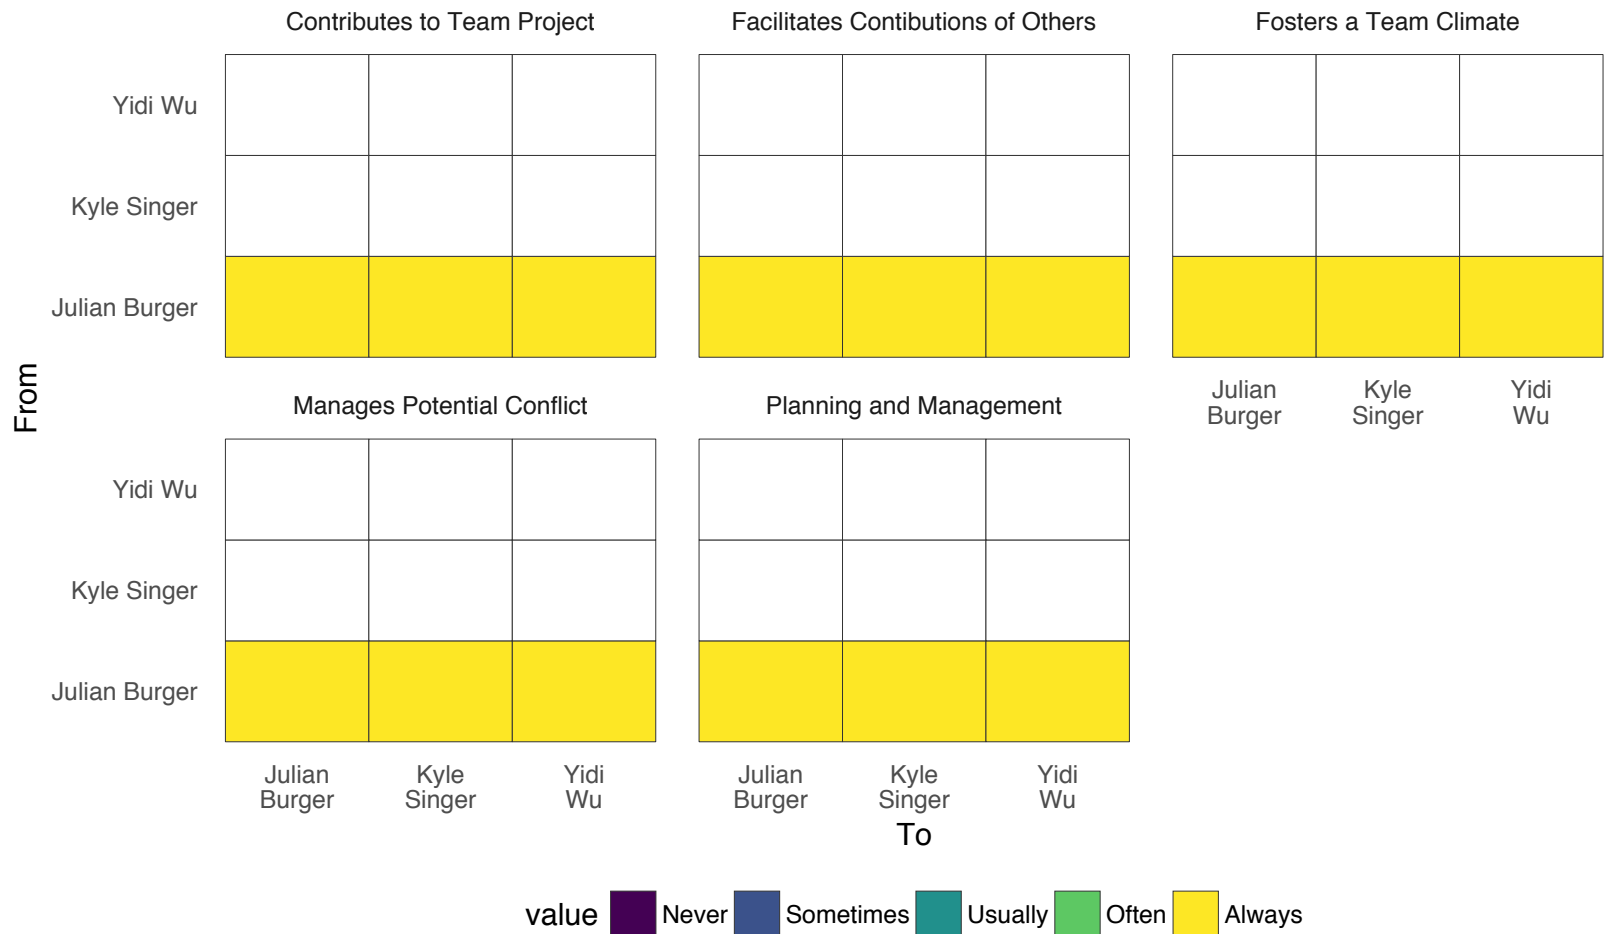 Contributes to Team Project
Facilitates Contibutions of Others
Fosters a Team Climate
Yidi Wu
Kyle Singer
Julian Burger
Julian
Burger
Kyle
Singer
Yidi
Wu
From
Manages Potential Conflict
Planning and Management
Yidi Wu
Kyle Singer
Julian Burger
Julian
Burger
Kyle
Singer
Yidi
Wu
Julian
Burger
Kyle
Singer
Yidi
Wu
To
value
Never
Sometimes
Usually
Often
Always